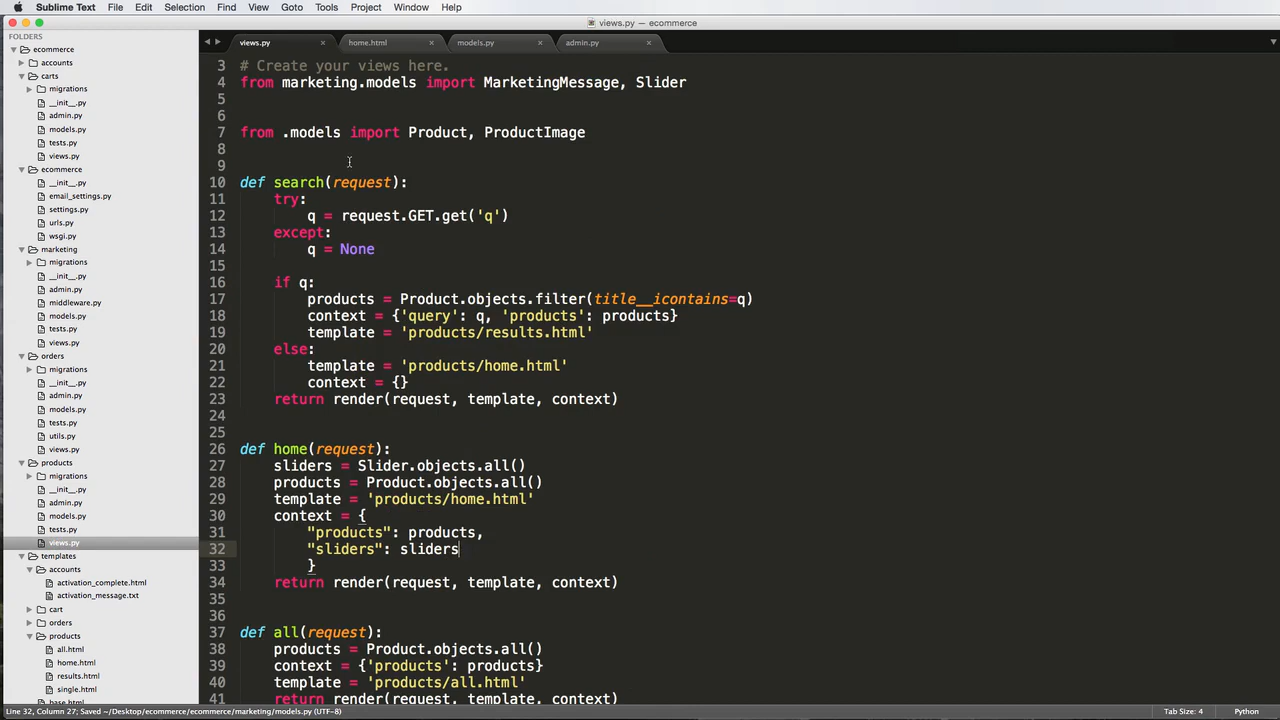 Sublime Text File Edit Selection Find View Goto Tools Project Window Help
views.py — ecommerce
FOLDERS
ecommerce
accounts
carts
migrations
__init__.py
admin.py
models.py
tests.py
views.py
ecommerce
__init__.py
email_settings.py
settings.py
urls.py
wsgi.py
marketing
migrations
__init__.py
admin.py
middleware.py
models.py
tests.py
views.py
orders
migrations
__init__.py
admin.py
models.py
tests.py
utils.py
views.py
products
migrations
__init__.py
admin.py
models.py
tests.py
views.py
templates
accounts
activation_complete.html
activation_message.txt
cart
orders
products
all.html
home.html
results.html
single.html
base.html
views.py home.html models.py admin.py
3 # Create your views here.
4 from marketing.models import MarketingMessage, Slider
5
6
7 from .models import Product, ProductImage
8
9
10 def search(request):
11 try:
12 q = request.GET.get('q')
13 except:
14 q = None
15
16 if q:
17 products = Product.objects.filter(title__icontains=q)
18 context = {'query': q, 'products': products}
19 template = 'products/results.html'
20 else:
21 template = 'products/home.html'
22 context = {}
23 return render(request, template, context)
24
25
26 def home(request):
27 sliders = Slider.objects.all()
28 products = Product.objects.all()
29 template = 'products/home.html'
30 context = {
31 "products": products,
32 "sliders": sliders
33 }
34 return render(request, template, context)
35
36
37 def all(request):
38 products = Product.objects.all()
39 context = {'products': products}
40 template = 'products/all.html'
41 return render(request, template, context)
Line 32, Column 27; Saved ~/Desktop/ecommerce/ecommerce/marketing/models.py (UTF-8) Tab Size: 4 Python